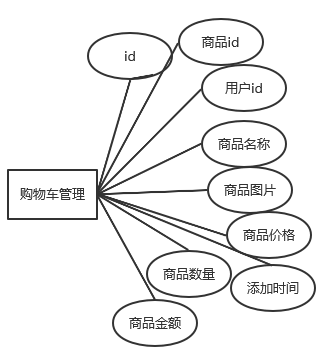 id
商品id
用户id
商品名称
购物车管理
商品图片
商品价格
商品数量
添加时间
商品金额